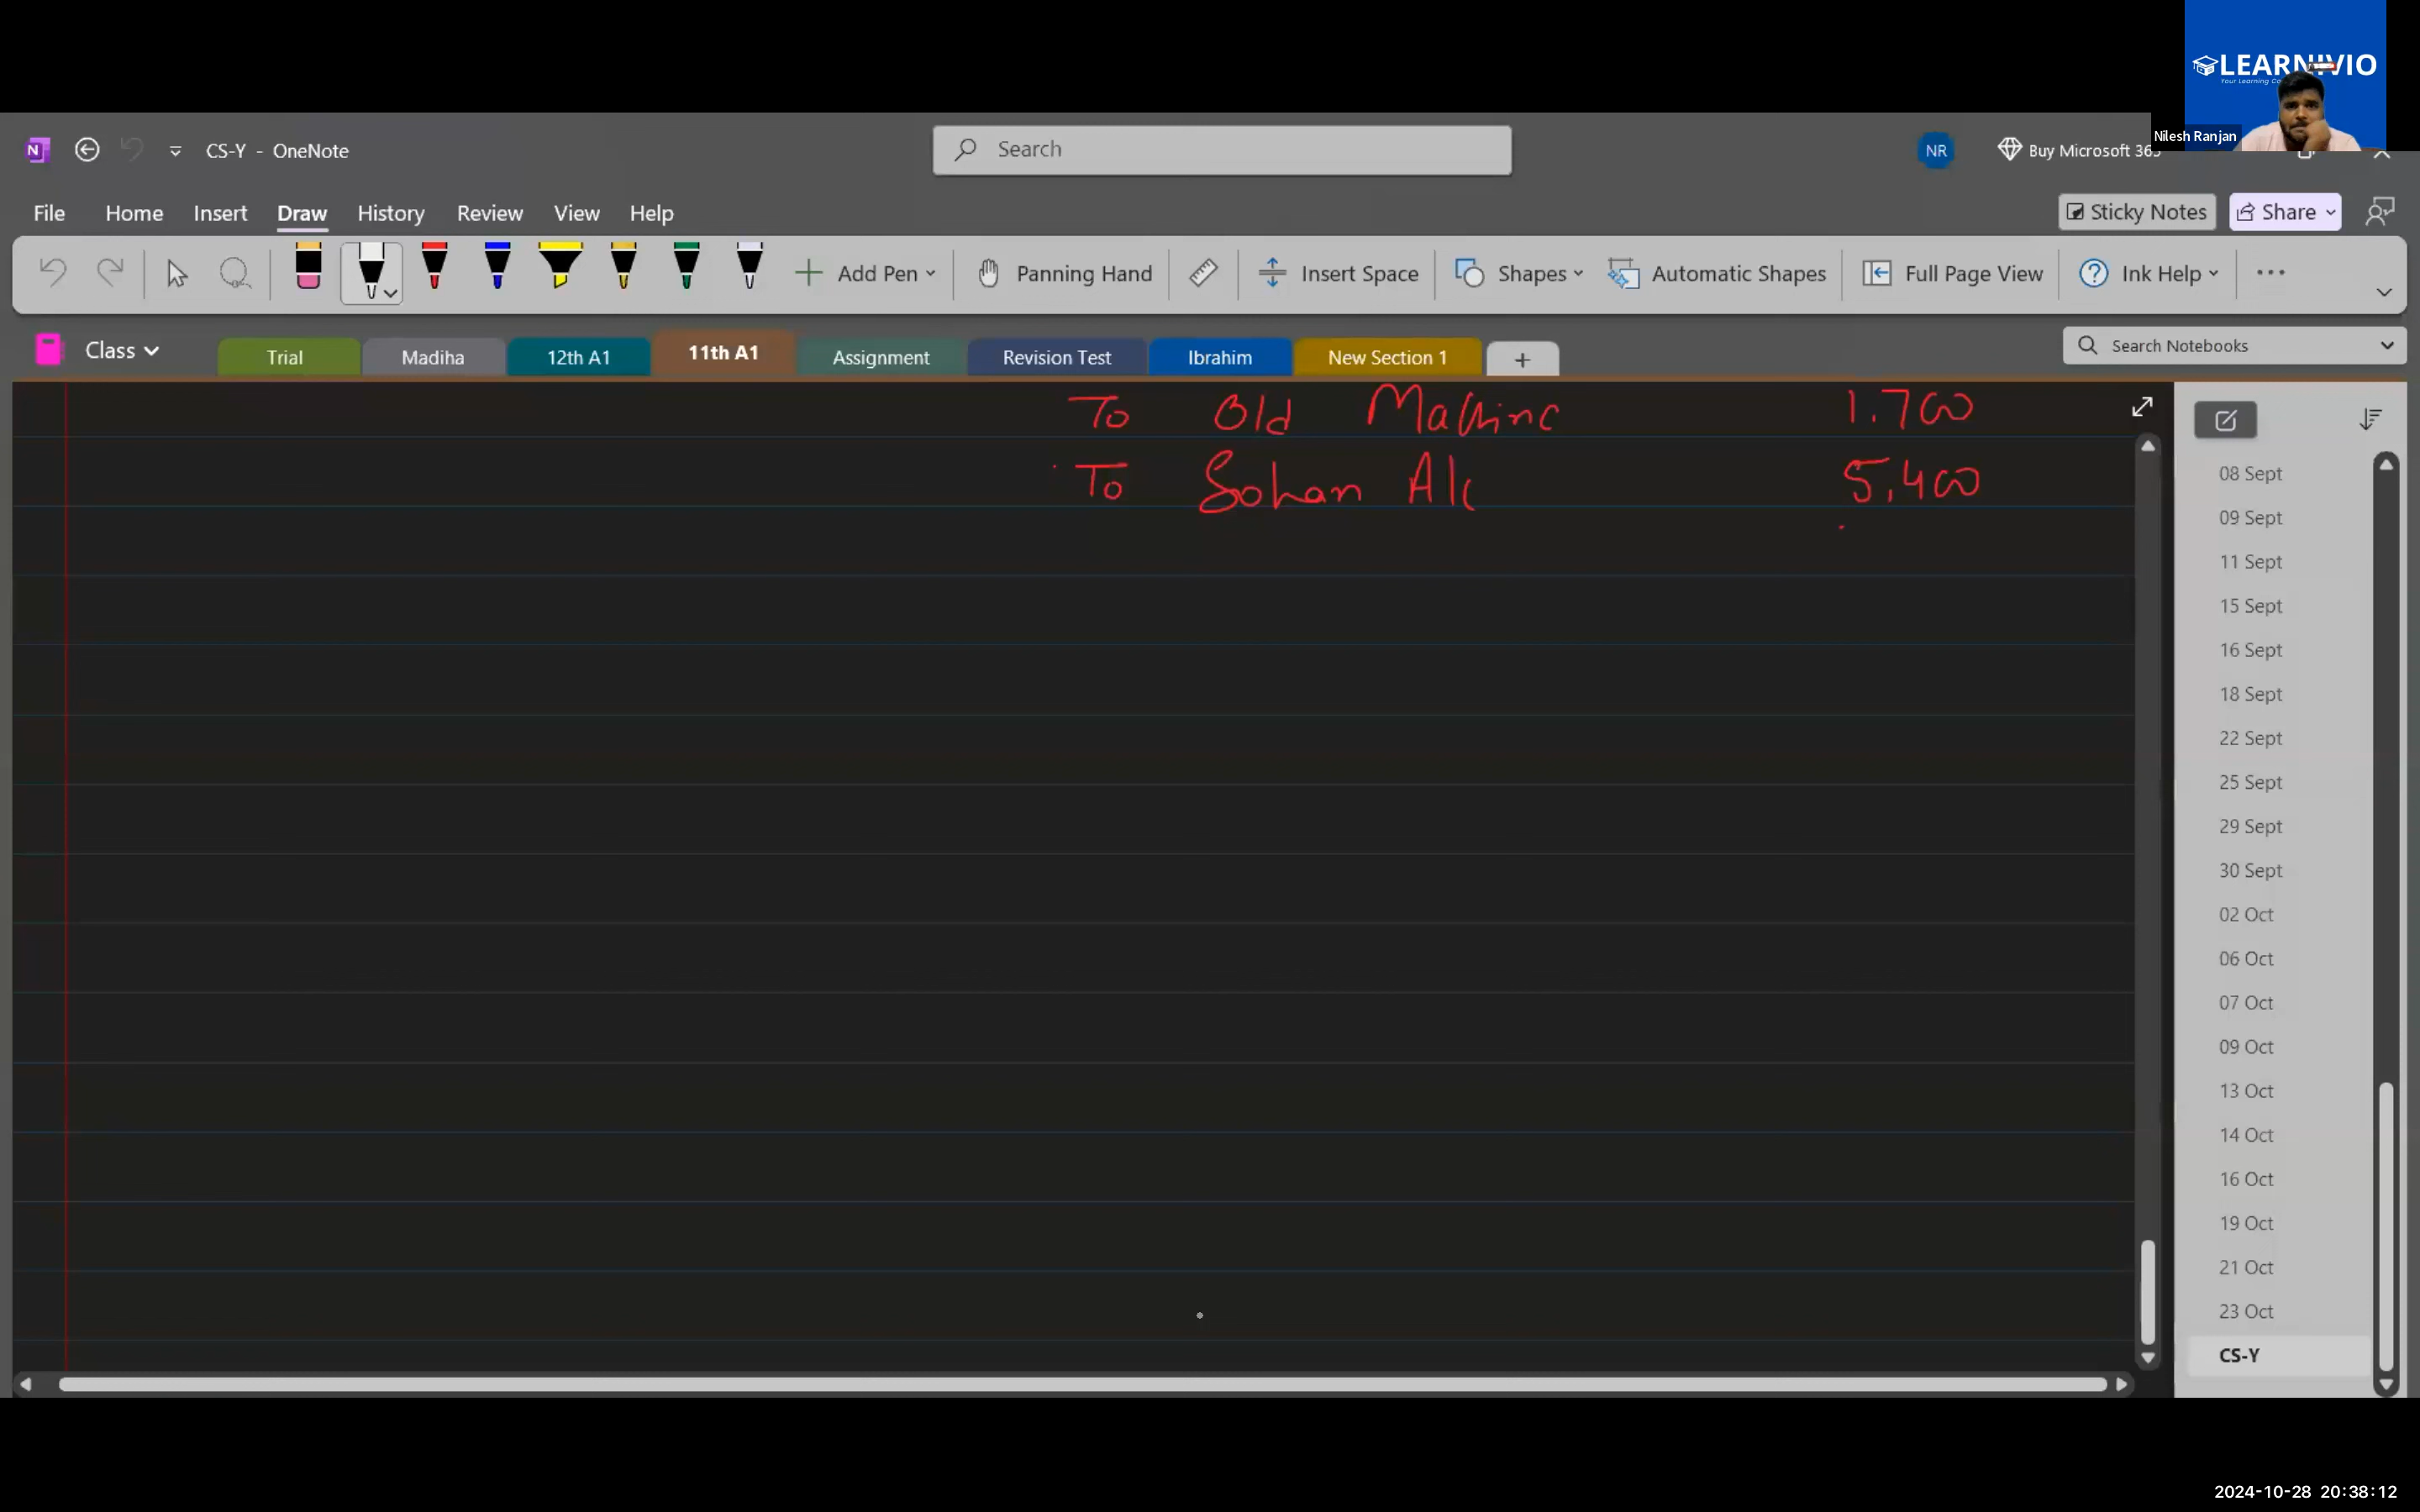 LEARNIVIO
Nilesh Ranjan
CS-Y - OneNote
Search
NR
Buy Microsoft 365
File Home Insert Draw History Review View Help
Sticky Notes
Share
Add Pen
Panning Hand
Insert Space
Shapes
Automatic Shapes
Full Page View
Ink Help
Class
Trial
Madiha
12th A1
11th A1
Assignment
Revision Test
Ibrahim
New Section 1
Search Notebooks
To Old Machine 1,700
To Sohan A/c 5,400
08 Sept
09 Sept
11 Sept
15 Sept
16 Sept
18 Sept
22 Sept
25 Sept
29 Sept
30 Sept
02 Oct
06 Oct
07 Oct
09 Oct
13 Oct
14 Oct
16 Oct
19 Oct
21 Oct
23 Oct
CS-Y
2024-10-28 20:38:12